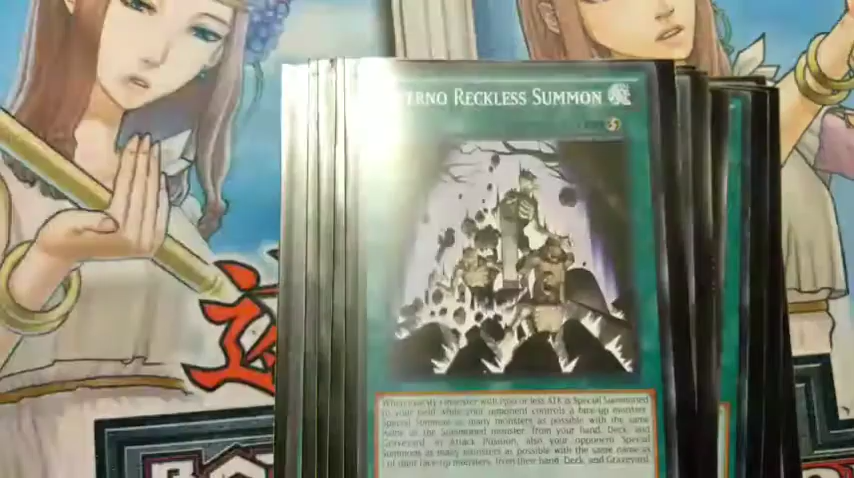 ERNO RECKLESS SUMMON
When exactly 1 monster with 1500 or less ATK is Special Summoned
to your field while your opponent controls a face-up monster:
Special Summon as many monsters as possible with the same
name as the Summoned monster, from your hand, Deck, and
Graveyard, in Attack Position, also your opponent Special
Summons as many monsters as possible with the same name as
1 of their face-up monsters, from their hand, Deck, and Graveyard.